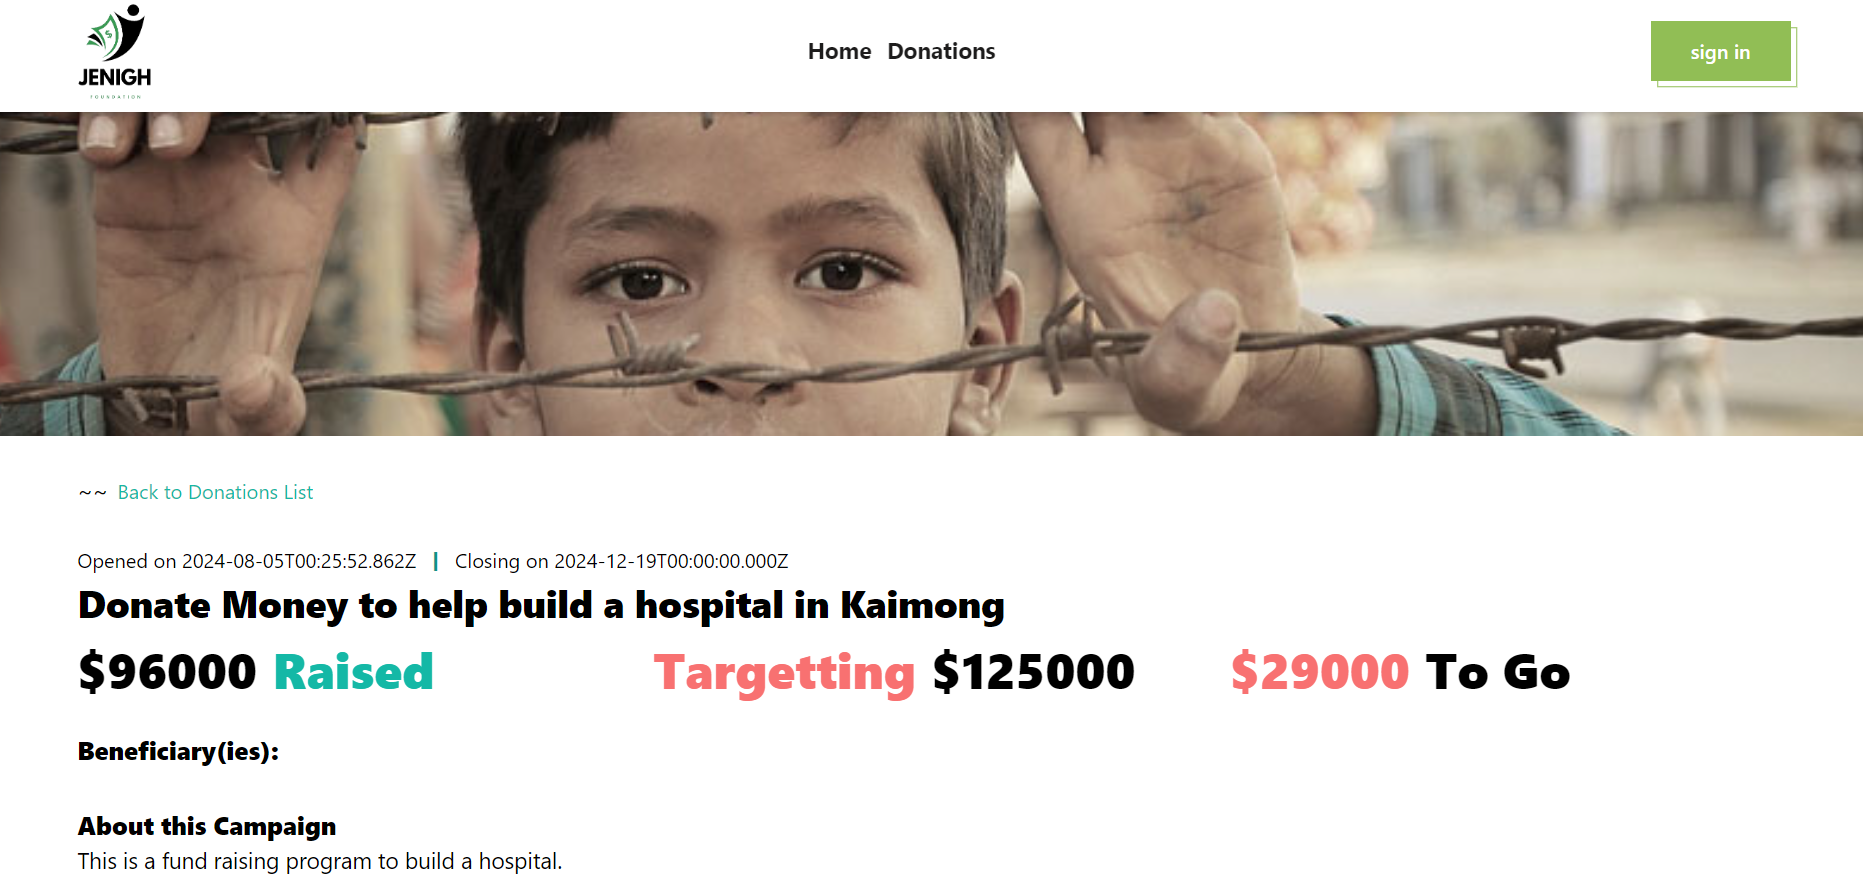 JENIGH
FOUNDATION
Home Donations
sign in
~~ Back to Donations List
Opened on 2024-08-05T00:25:52.862Z | Closing on 2024-12-19T00:00:00.000Z
Donate Money to help build a hospital in Kaimong
$96000 Raised Targetting $125000 $29000 To Go
Beneficiary(ies):
About this Campaign
This is a fund raising program to build a hospital.